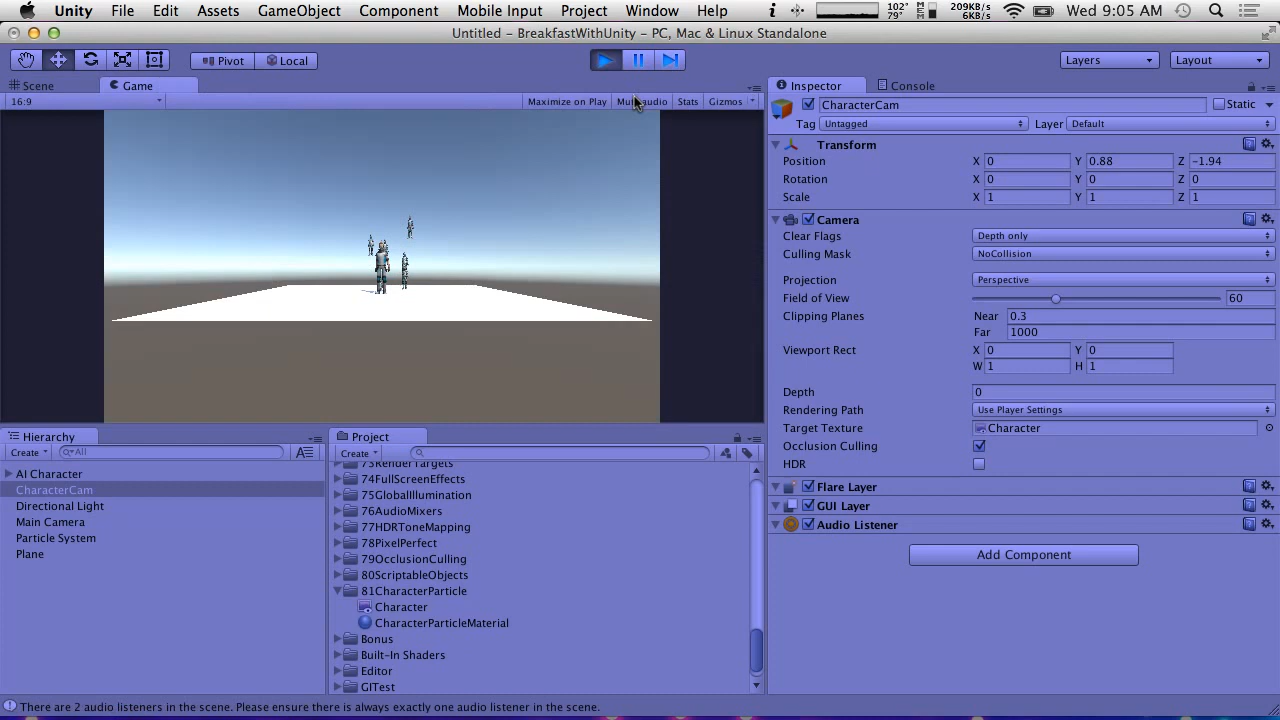 Unity File Edit Assets GameObject Component Mobile Input Project Window Help 102° 79° MEM 209KB/s 6KB/s Wed 9:05 AM
Untitled - BreakfastWithUnity - PC, Mac & Linux Standalone
Pivot Local Layers Layout
Scene Game
16:9 Maximize on Play Mute audio Stats Gizmos
Inspector Console
CharacterCam Static
Tag Untagged Layer Default
Transform
Position X 0 Y 0.88 Z -1.94
Rotation X 0 Y 0 Z 0
Scale X 1 Y 1 Z 1
Camera
Clear Flags Depth only
Culling Mask NoCollision
Projection Perspective
Field of View 60
Clipping Planes Near 0.3
Far 1000
Viewport Rect X 0 Y 0
W 1 H 1
Depth 0
Rendering Path Use Player Settings
Target Texture Character
Occlusion Culling
HDR
Flare Layer
GUI Layer
Audio Listener
Add Component
Hierarchy
Create All
AI Character
CharacterCam
Directional Light
Main Camera
Particle System
Plane
Project
Create
73RenderTargets
74FullScreenEffects
75GlobalIllumination
76AudioMixers
77HDRToneMapping
78PixelPerfect
79OcclusionCulling
80ScriptableObjects
81CharacterParticle
Character
CharacterParticleMaterial
Bonus
Built-In Shaders
Editor
GITest
There are 2 audio listeners in the scene. Please ensure there is always exactly one audio listener in the scene.